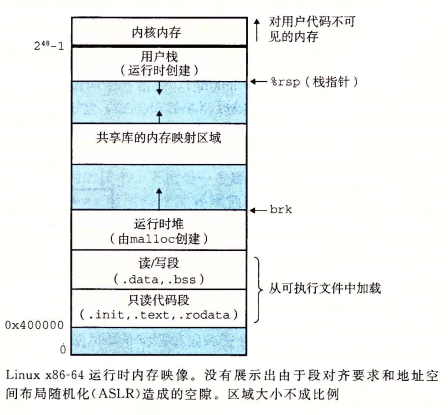 内核内存
对用户代码不可
见的内存
2⁴⁸-1
用户栈
(运行时创建)
%rsp (栈指针)
共享库的内存映射区域
brk
运行时堆
(由malloc创建)
读/写段
(.data,.bss)
只读代码段
(.init,.text,.rodata)
从可执行文件中加载
0x400000
0
Linux x86-64 运行时内存映像。没有展示出由于段对齐要求和地址空
间布局随机化(ASLR)造成的空隙。区域大小不成比例